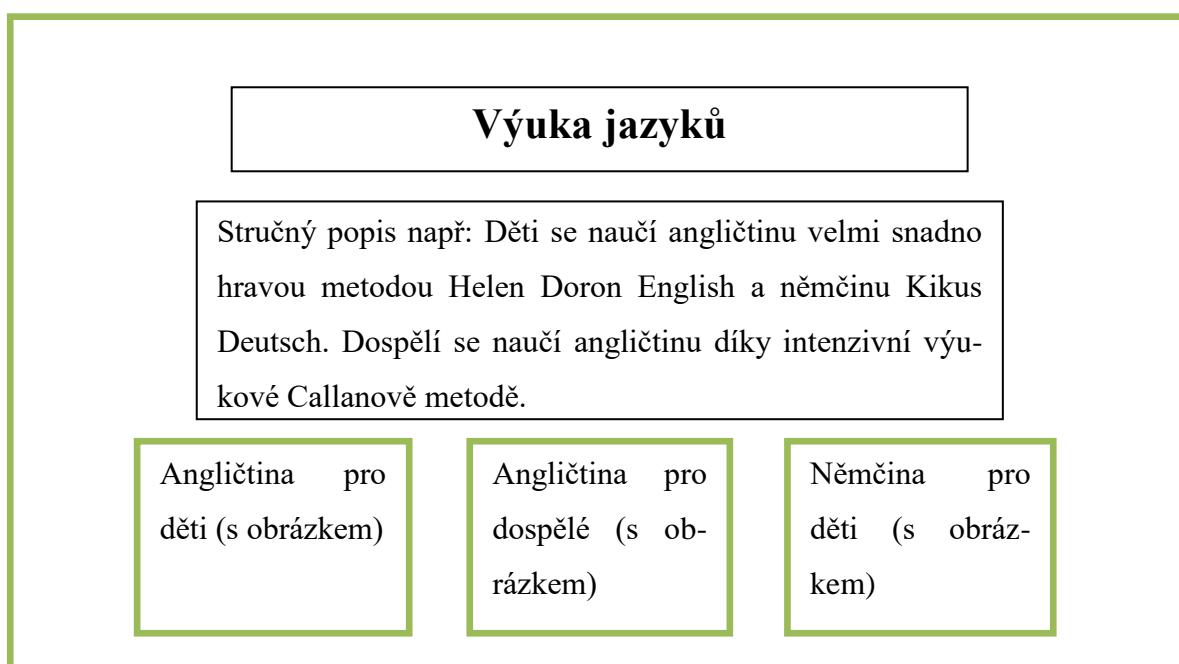 Výuka jazyků
Stručný popis např: Děti se naučí angličtinu velmi snadno
hravou metodou Helen Doron English a němčinu Kikus
Deutsch. Dospělí se naučí angličtinu díky intenzivní výu-
kové Callanově metodě.
Angličtina pro
děti (s obrázkem)
Angličtina pro
dospělé (s ob-
rázkem)
Němčina pro
děti (s obráz-
kem)